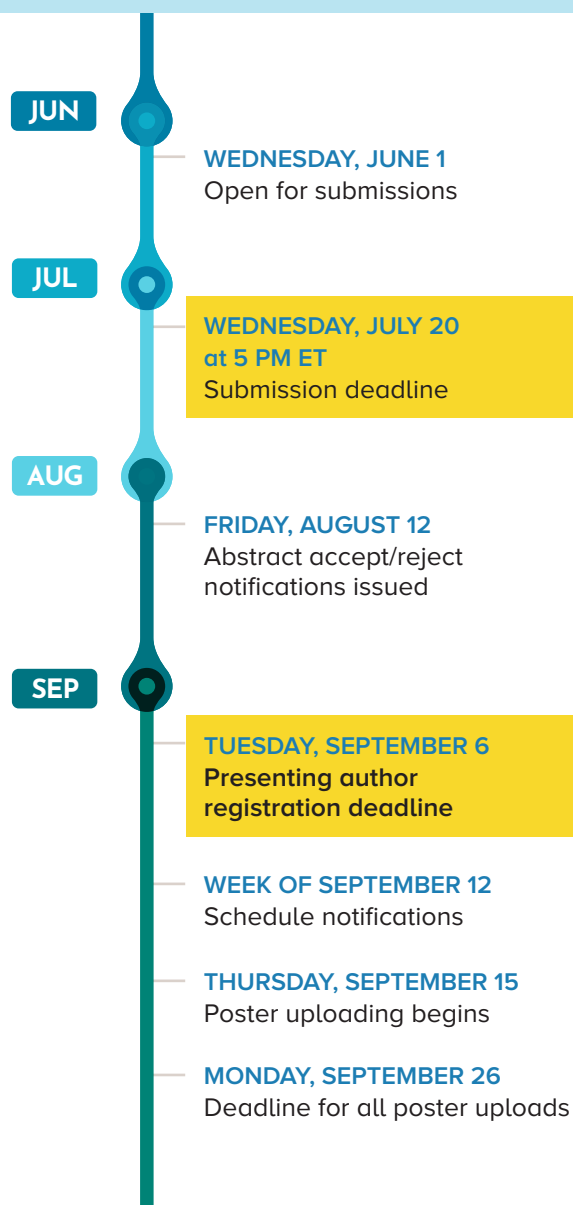 JUN
WEDNESDAY, JUNE 1
Open for submissions
JUL
WEDNESDAY, JULY 20
at 5 PM ET
Submission deadline
AUG
FRIDAY, AUGUST 12
Abstract accept/reject
notifications issued
SEP
TUESDAY, SEPTEMBER 6
Presenting author
registration deadline
WEEK OF SEPTEMBER 12
Schedule notifications
THURSDAY, SEPTEMBER 15
Poster uploading begins
MONDAY, SEPTEMBER 26
Deadline for all poster uploads